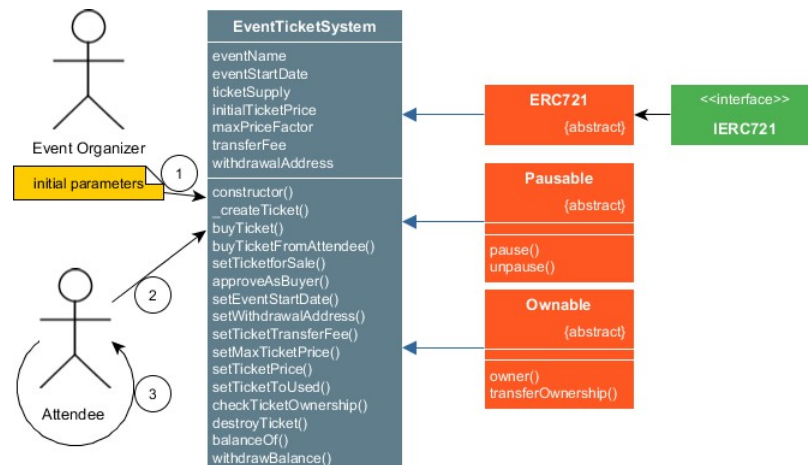 EventTicketSystem
eventName
eventStartDate
ticketSupply
initialTicketPrice
maxPriceFactor
transferFee
withdrawalAddress
constructor()
_createTicket()
buyTicket()
buyTicketFromAttendee()
setTicketforSale()
approveAsBuyer()
setEventStartDate()
setWithdrawalAddress()
setTicketTransferFee()
setMaxTicketPrice()
setTicketPrice()
setTicketToUsed()
checkTicketOwnership()
destroyTicket()
balanceOf()
withdrawBalance()
Event Organizer
initial parameters
1
2
3
Attendee
ERC721
{abstract}
<<interface>>
IERC721
Pausable
{abstract}
pause()
unpause()
Ownable
{abstract}
owner()
transferOwnership()